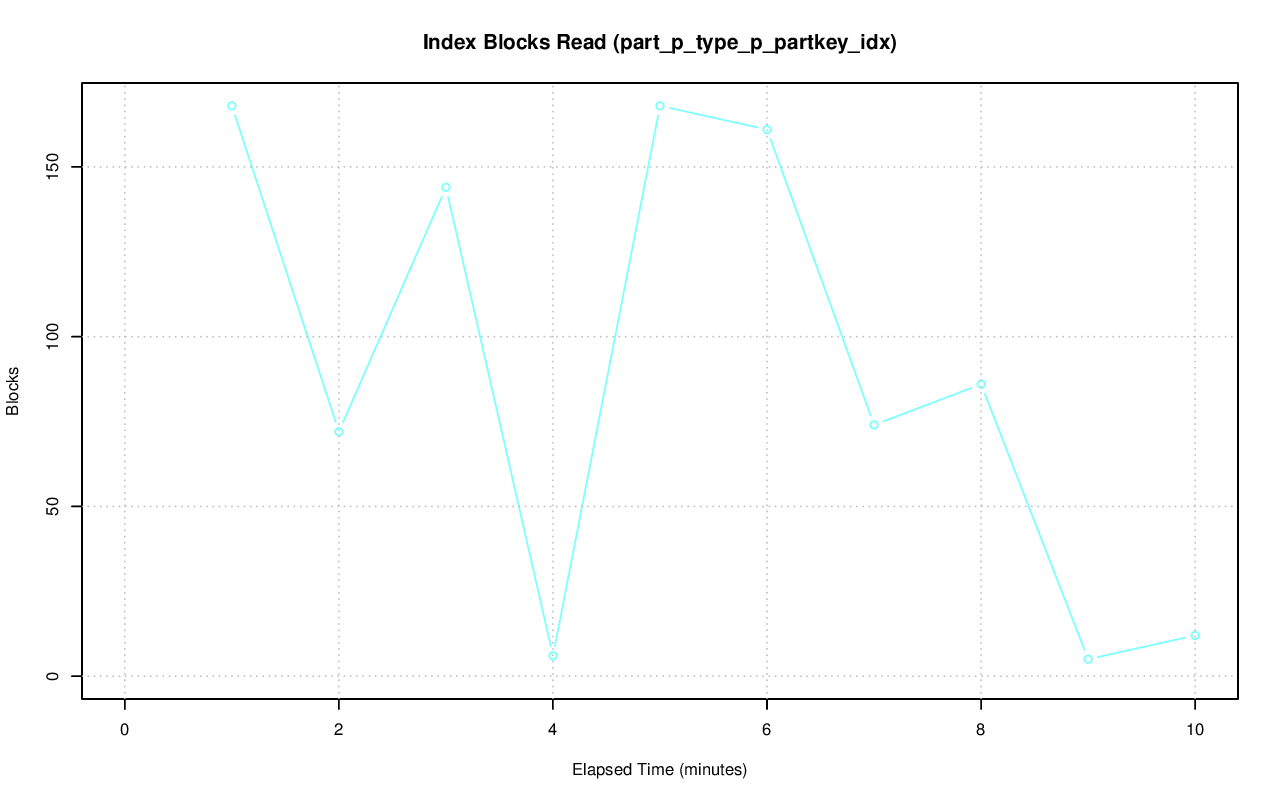 Index Blocks Read (part_p_type_p_partkey_idx)
150
100
50
0
Blocks
0 2 4 6 8 10
Elapsed Time (minutes)